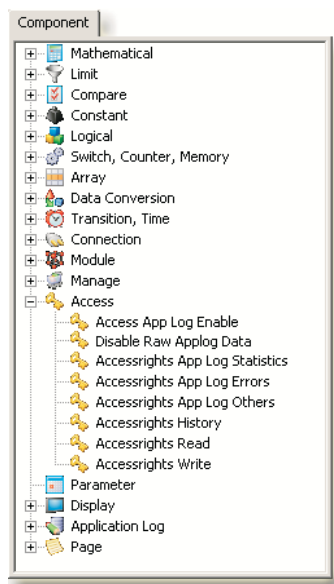 Component
Mathematical
Limit
Compare
Constant
Logical
Switch, Counter, Memory
Array
Data Conversion
Transition, Time
Connection
Module
Manage
Access
Access App Log Enable
Disable Raw Applog Data
Accessrights App Log Statistics
Accessrights App Log Errors
Accessrights App Log Others
Accessrights History
Accessrights Read
Accessrights Write
Parameter
Display
Application Log
Page